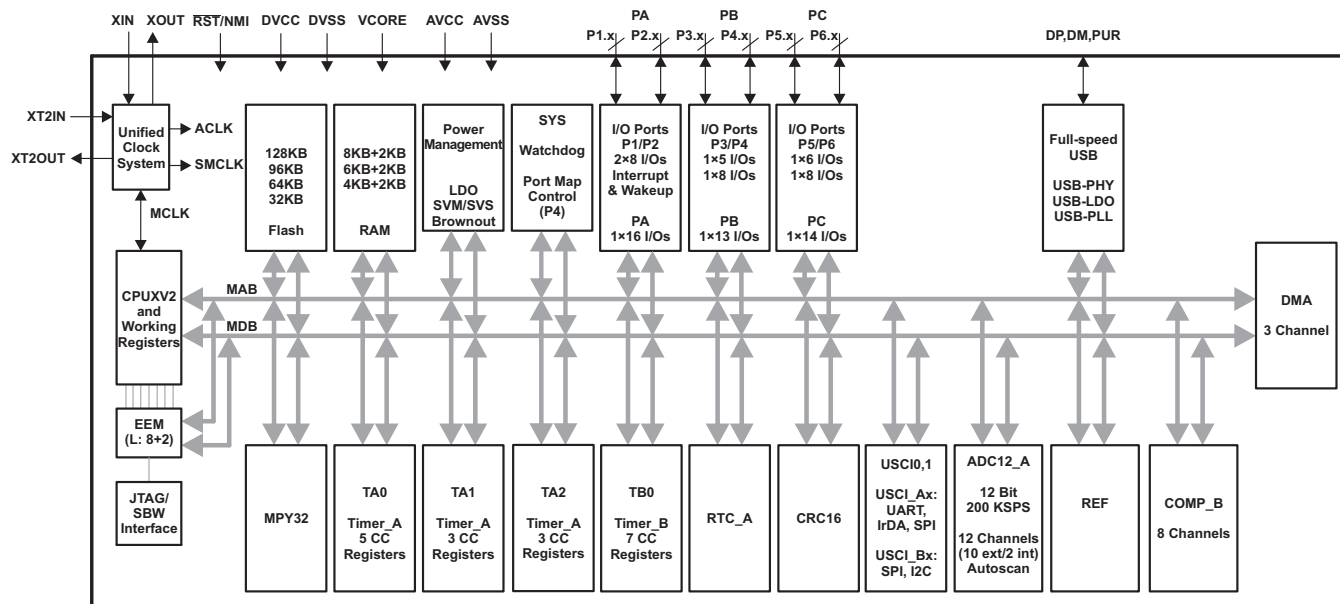 XIN
XOUT
RST/NMI
DVCC
DVSS
VCORE
AVCC
AVSS
PA
P1.x
P2.x
PB
P3.x
P4.x
PC
P5.x
P6.x
DP,DM,PUR
XT2IN
XT2OUT
Unified
Clock
System
ACLK
SMCLK
MCLK
128KB
96KB
64KB
32KB
Flash
8KB+2KB
6KB+2KB
4KB+2KB
RAM
Power
Management
LDO
SVM/SVS
Brownout
SYS
Watchdog
Port Map
Control
(P4)
I/O Ports
P1/P2
2×8 I/Os
Interrupt
& Wakeup
PA
1×16 I/Os
I/O Ports
P3/P4
1×5 I/Os
1×8 I/Os
PB
1×13 I/Os
I/O Ports
P5/P6
1×6 I/Os
1×8 I/Os
PC
1×14 I/Os
Full-speed
USB
USB-PHY
USB-LDO
USB-PLL
CPUXV2
and
Working
Registers
MAB
MDB
DMA
3 Channel
EEM
(L: 8+2)
JTAG/
SBW
Interface
MPY32
TA0
Timer_A
5 CC
Registers
TA1
Timer_A
3 CC
Registers
TA2
Timer_A
3 CC
Registers
TB0
Timer_B
7 CC
Registers
RTC_A
CRC16
USCI0,1
USCI_Ax:
UART,
IrDA, SPI
USCI_Bx:
SPI, I2C
ADC12_A
12 Bit
200 KSPS
12 Channels
(10 ext/2 int)
Autoscan
REF
COMP_B
8 Channels